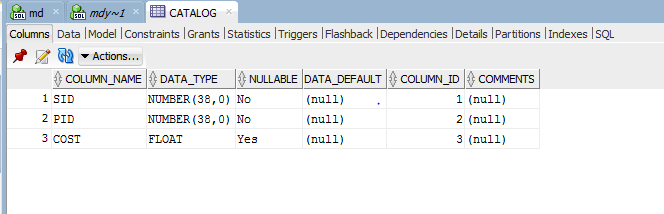 md mdy~1 CATALOG
Columns Data Model Constraints Grants Statistics Triggers Flashback Dependencies Details Partitions Indexes SQL
Actions...
COLUMN_NAME DATA_TYPE NULLABLE DATA_DEFAULT COLUMN_ID COMMENTS
1 SID NUMBER(38,0) No (null) 1 (null)
2 PID NUMBER(38,0) No (null) 2 (null)
3 COST FLOAT Yes (null) 3 (null)